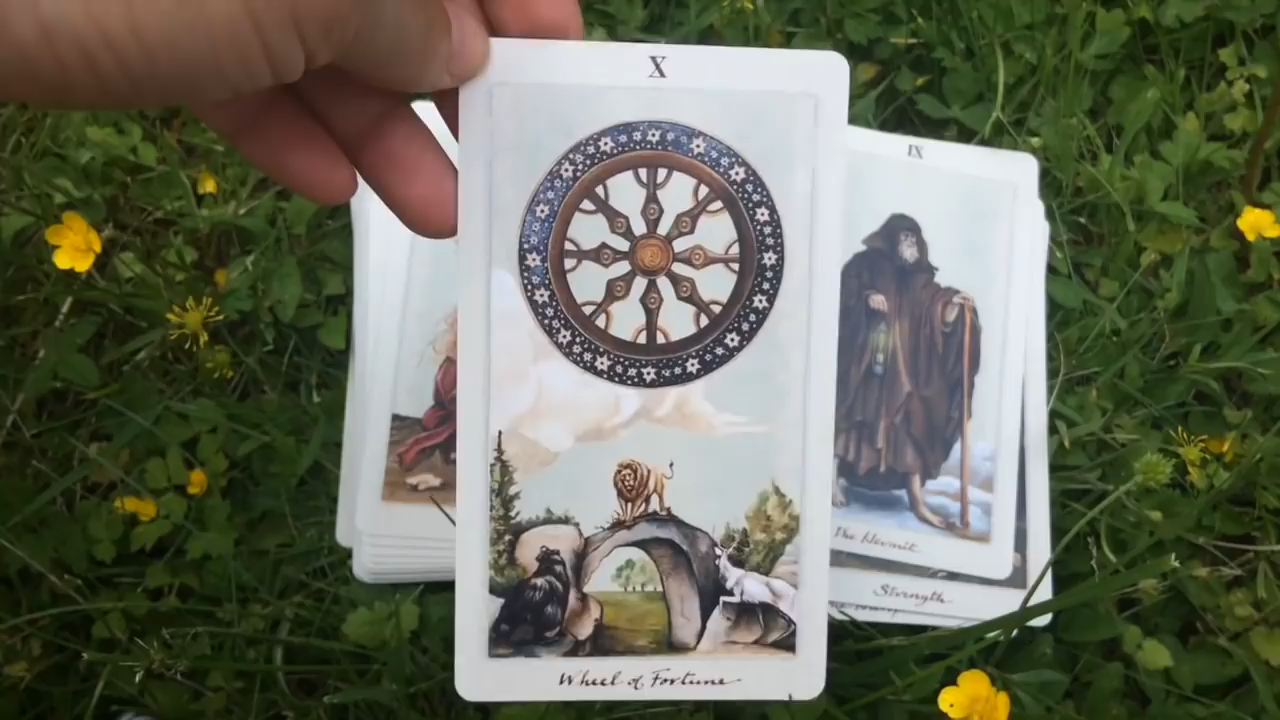 X
Wheel of Fortune
IX
The Hermit
Strength